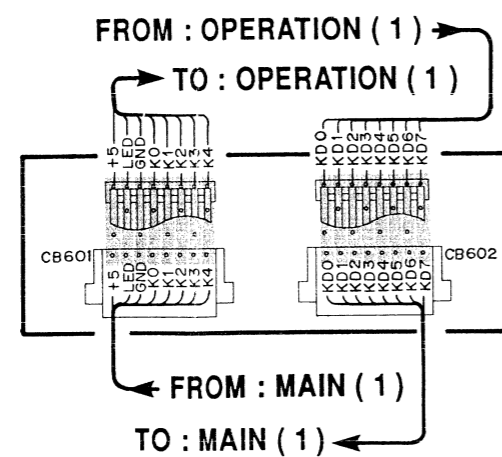 FROM : OPERATION ( 1 )
TO : OPERATION ( 1 )
+5 LED GND K0 K1 K2 K3 K4
KD0 KD1 KD2 KD3 KD4 KD5 KD6 KD7
CB601
CB602
+5 LED GND K0 K1 K2 K3 K4
KD0 KD1 KD2 KD3 KD4 KD5 KD6 KD7
FROM : MAIN ( 1 )
TO : MAIN ( 1 )